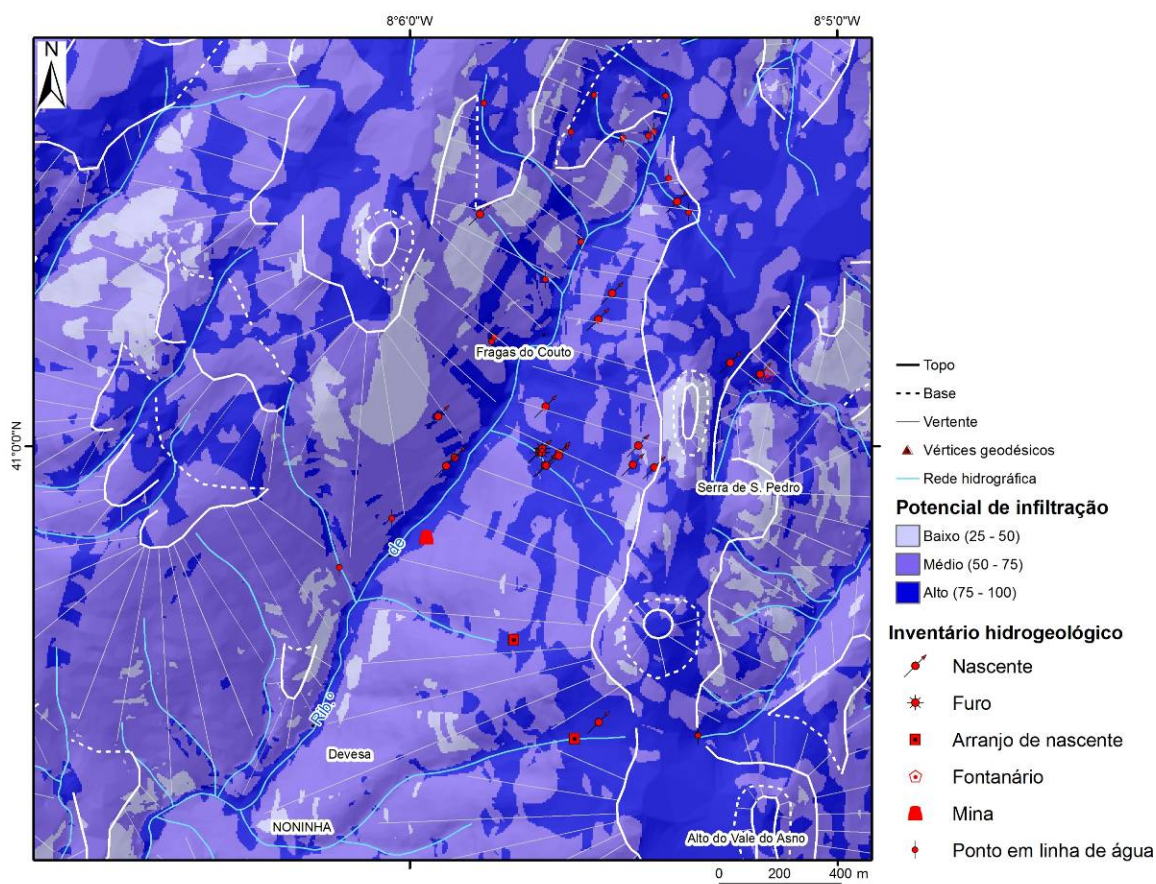 8°6'0"W
8°5'0"W
N
41°0'0"N
Fragas do Couto
Serra de S. Pedro
de
Rib.ª
Devesa
NONINHA
Alto do Vale do Asno
0 200 400 m
Topo
Base
Vertente
Vértices geodésicos
Rede hidrográfica
Potencial de infiltração
Baixo (25 - 50)
Médio (50 - 75)
Alto (75 - 100)
Inventário hidrogeológico
Nascente
Furo
Arranjo de nascente
Fontanário
Mina
Ponto em linha de água